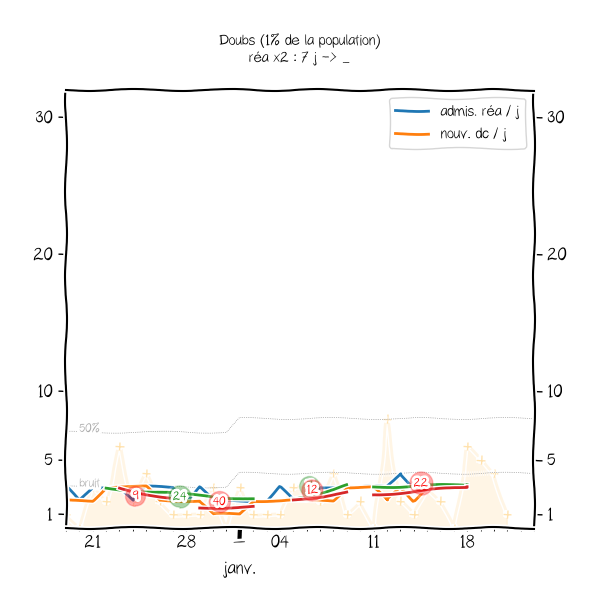 Doubs (1% de la population)
réa x2 : 7 j -> _
admis. réa / j
nouv. dc / j
30 30
20 20
10 10
50%
5 5
bruit
9 24 40 12 22
1 1
21 28 1 04 11 18
janv.